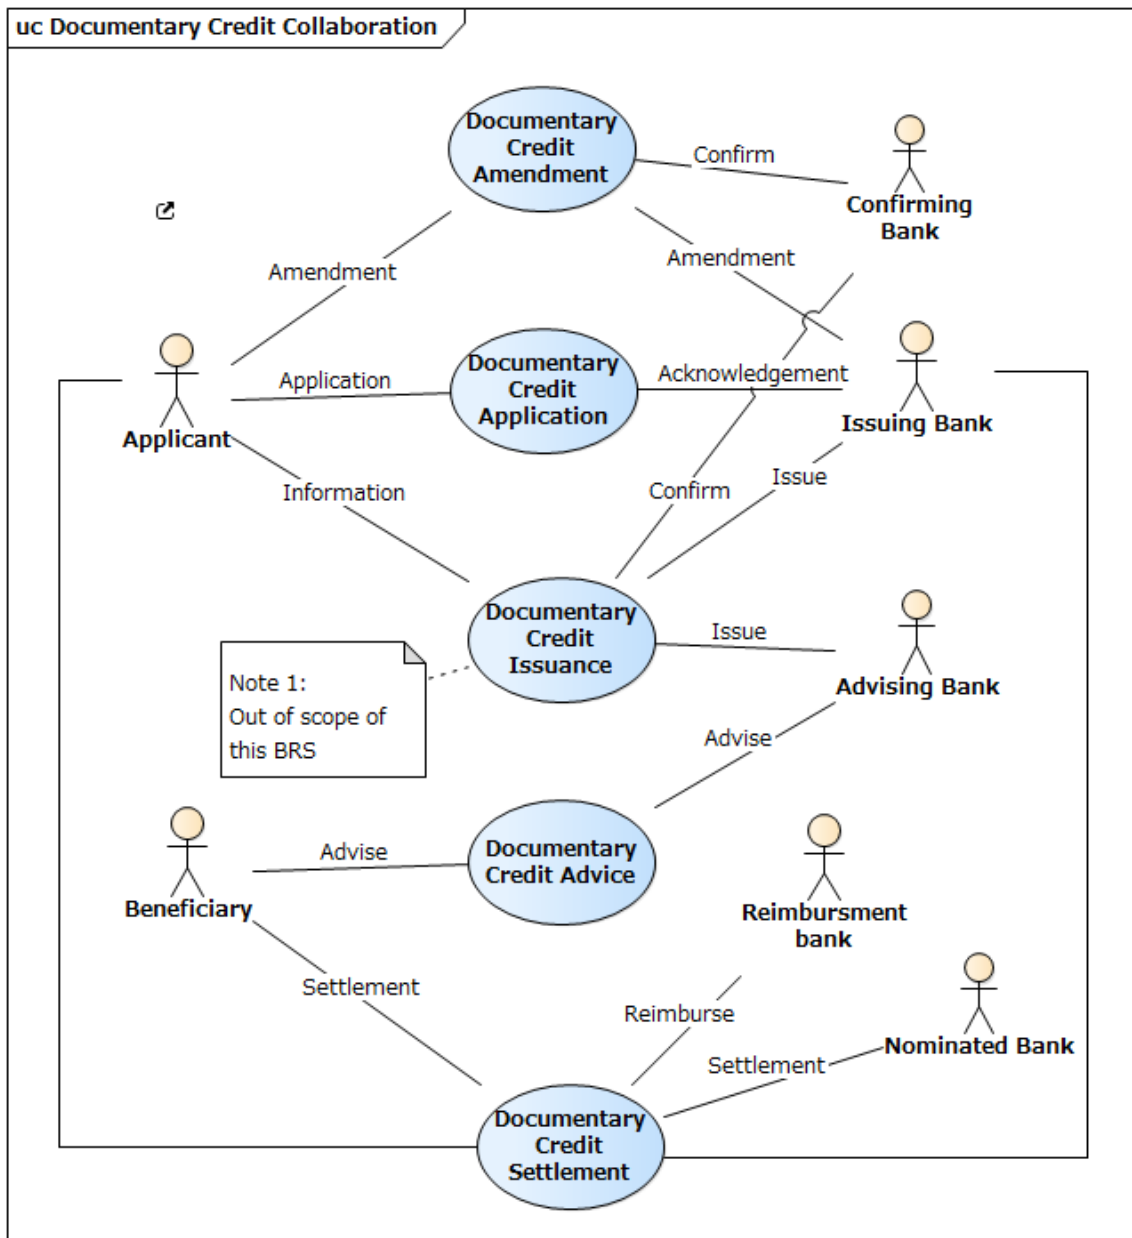 uc Documentary Credit Collaboration
Documentary
Credit
Amendment
Confirm
Confirming
Bank
Amendment
Amendment
Applicant
Application
Documentary
Credit
Application
Acknowledgement
Issuing Bank
Information
Confirm
Issue
Documentary
Credit
Issuance
Issue
Advising Bank
Note 1:
Out of scope of
this BRS
Advise
Beneficiary
Advise
Documentary
Credit Advice
Reimbursment
bank
Settlement
Reimburse
Settlement
Nominated Bank
Documentary
Credit
Settlement